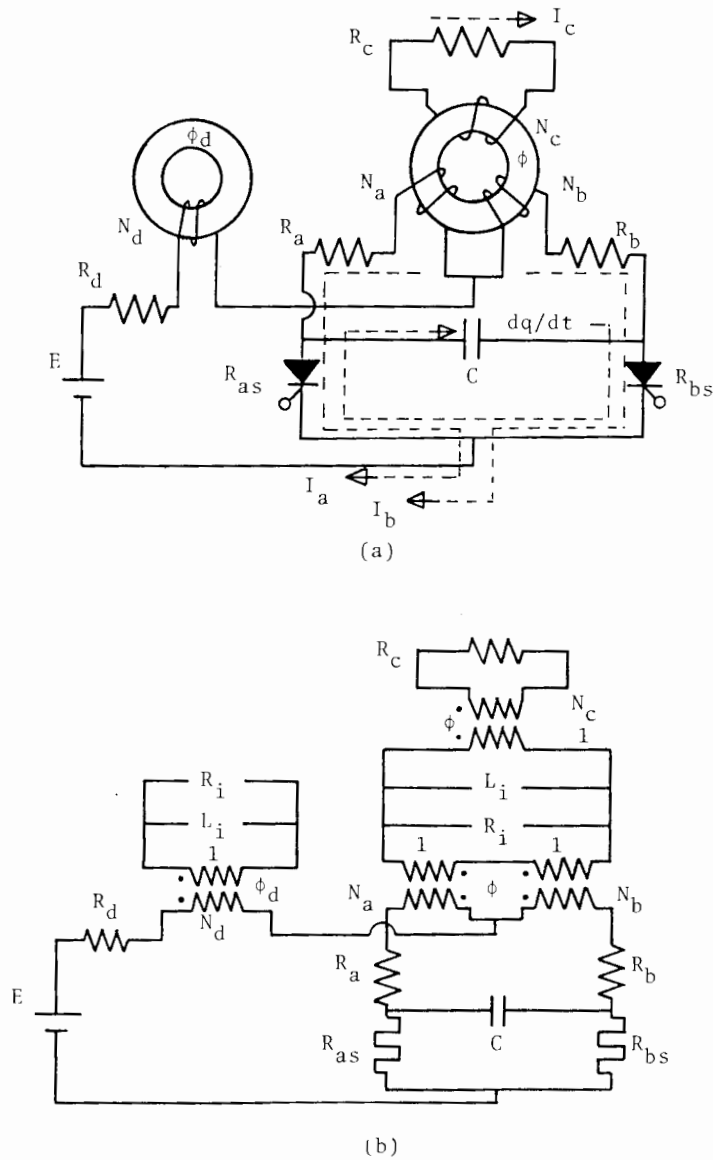 R_c
I_c
ϕ_d
N_c
ϕ
N_a
N_b
N_d
R_a
R_b
R_d
dq/dt
E
R_as
C
R_bs
I_a
I_b
(a)
R_c
N_c
ϕ
1
R_i
L_i
L_i
R_i
1
1
1
ϕ_d
N_a
ϕ
N_b
R_d
N_d
R_a
R_b
E
R_as
C
R_bs
(b)